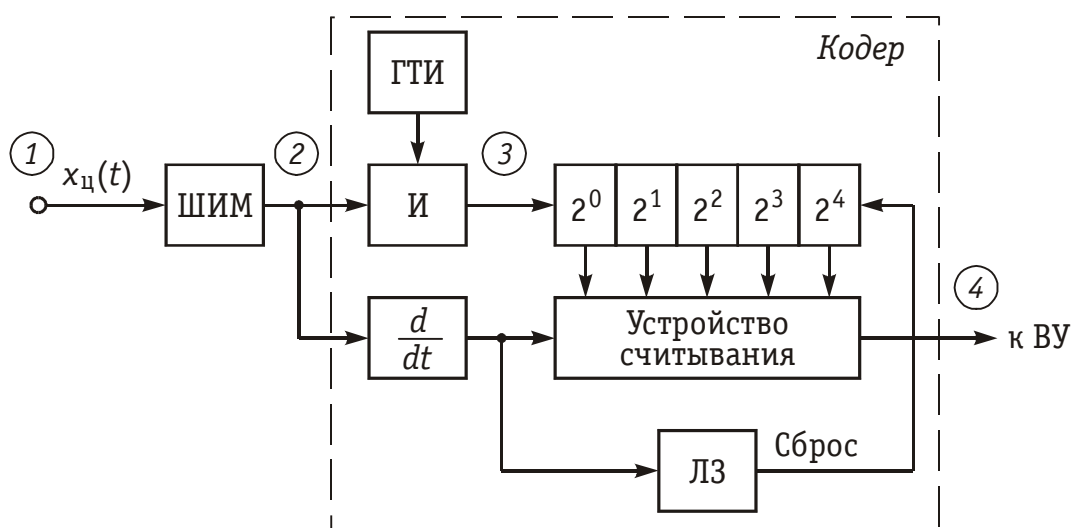 Кодер
ГТИ
1
2
3
x_ц(t)
ШИМ
И
2^0
2^1
2^2
2^3
2^4
4
d
dt
Устройство
считывания
к ВУ
Сброс
ЛЗ